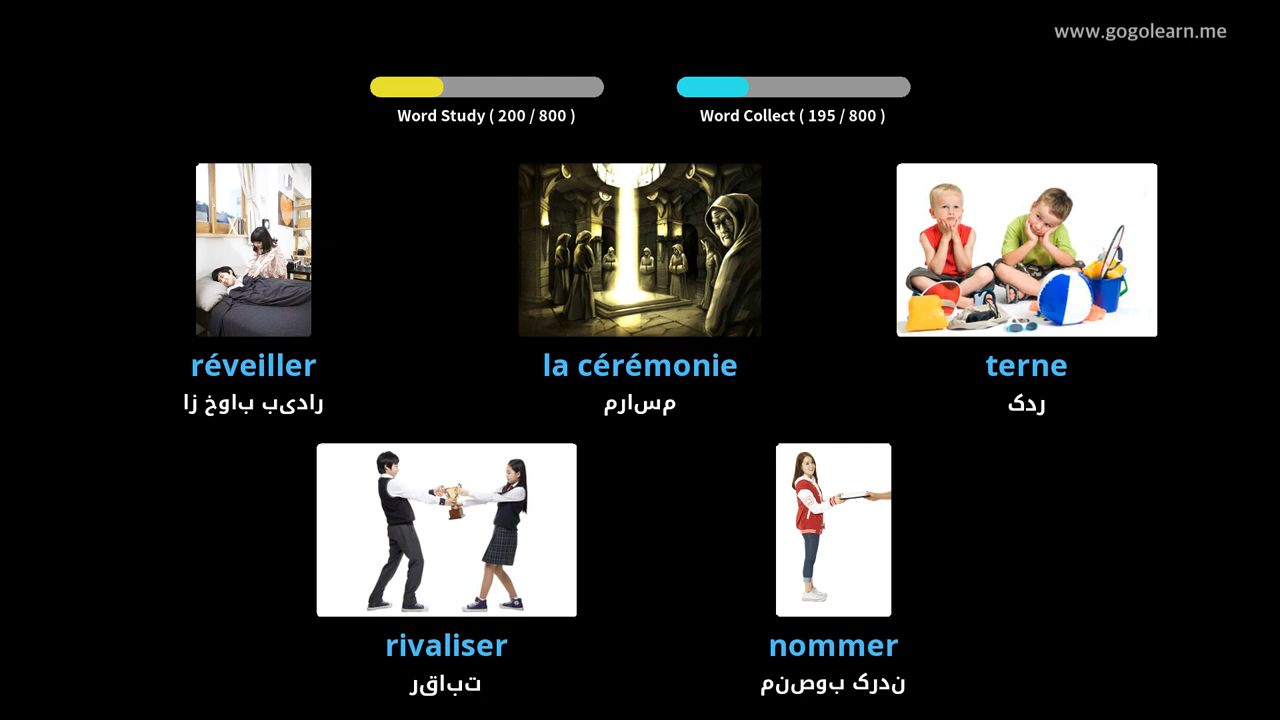 www.gogolearn.me
Word Study ( 200 / 800 )
Word Collect ( 195 / 800 )
réveiller
رادیب باوخ زا
la cérémonie
مسارم
terne
ردک
rivaliser
تباقر
nommer
ندرک بوصنم